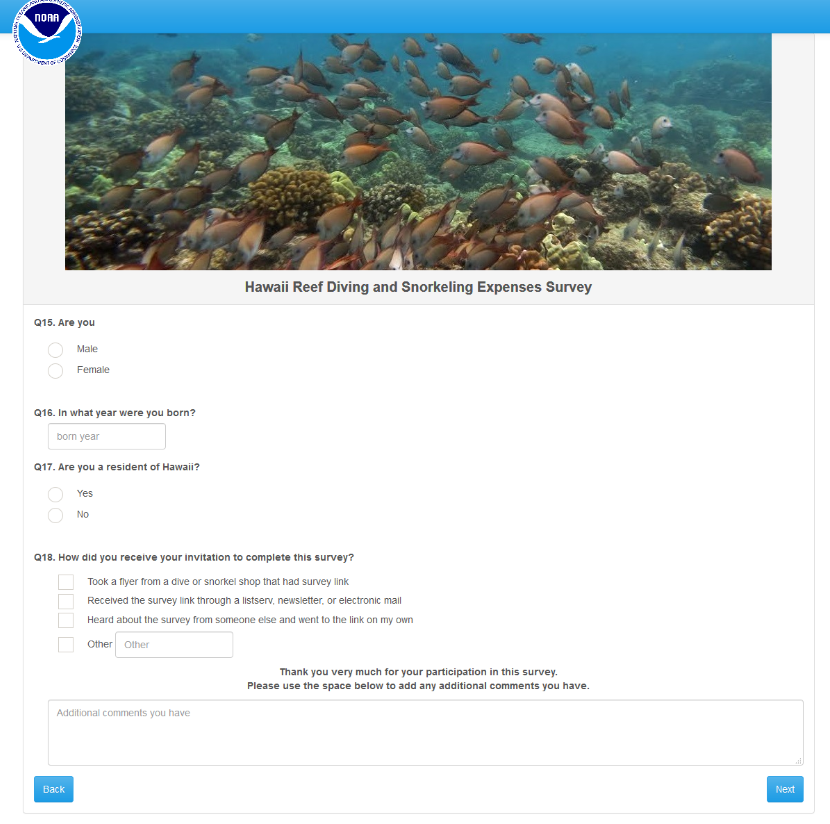 NOAA
Hawaii Reef Diving and Snorkeling Expenses Survey
Q15. Are you
Male
Female
Q16. In what year were you born?
born year
Q17. Are you a resident of Hawaii?
Yes
No
Q18. How did you receive your invitation to complete this survey?
Took a flyer from a dive or snorkel shop that had survey link
Received the survey link through a listserv, newsletter, or electronic mail
Heard about the survey from someone else and went to the link on my own
Other Other
Thank you very much for your participation in this survey.
Please use the space below to add any additional comments you have.
Additional comments you have
Back Next